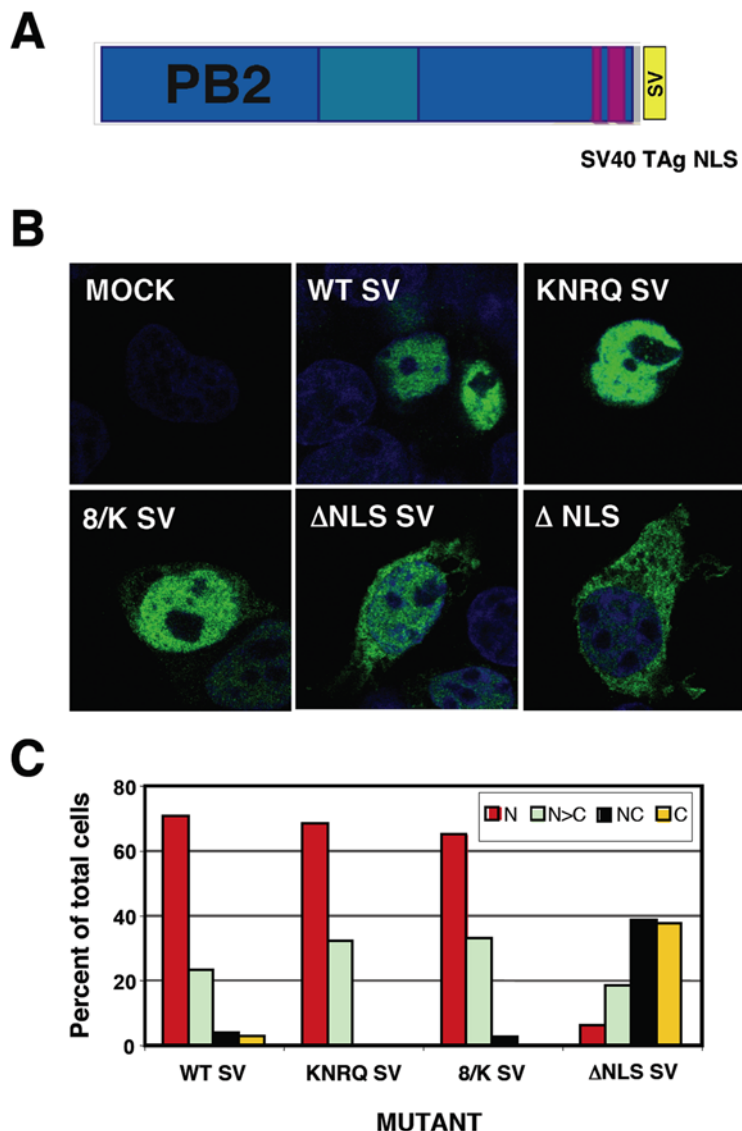 A
PB2
SV
SV40 TAg NLS
B
MOCK
WT SV
KNRQ SV
8/K SV
ΔNLS SV
Δ NLS
C
Percent of total cells
80
60
40
20
0
N N>C NC C
WT SV KNRQ SV 8/K SV ΔNLS SV
MUTANT